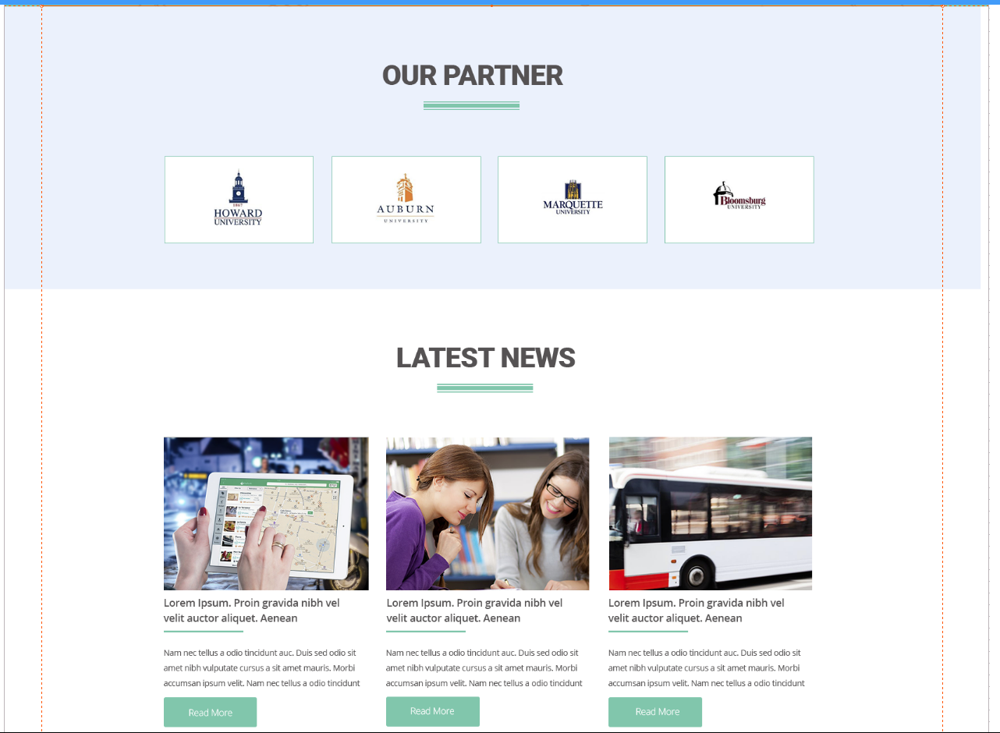 OUR PARTNER
1867
HOWARD
UNIVERSITY
AUBURN
UNIVERSITY
MARQUETTE
UNIVERSITY
Bloomsburg
UNIVERSITY
LATEST NEWS
Lorem Ipsum. Proin gravida nibh vel
velit auctor aliquet. Aenean
Nam nec tellus a odio tincidunt auc. Duis sed odio sit
amet nibh vulputate cursus a sit amet mauris. Morbi
accumsan ipsum velit. Nam nec tellus a odio tincidunt
Read More
Lorem Ipsum. Proin gravida nibh vel
velit auctor aliquet. Aenean
Nam nec tellus a odio tincidunt auc. Duis sed odio sit
amet nibh vulputate cursus a sit amet mauris. Morbi
accumsan ipsum velit. Nam nec tellus a odio tincidunt
Read More
Lorem Ipsum. Proin gravida nibh vel
velit auctor aliquet. Aenean
Nam nec tellus a odio tincidunt auc. Duis sed odio sit
amet nibh vulputate cursus a sit amet mauris. Morbi
accumsan ipsum velit. Nam nec tellus a odio tincidunt
Read More